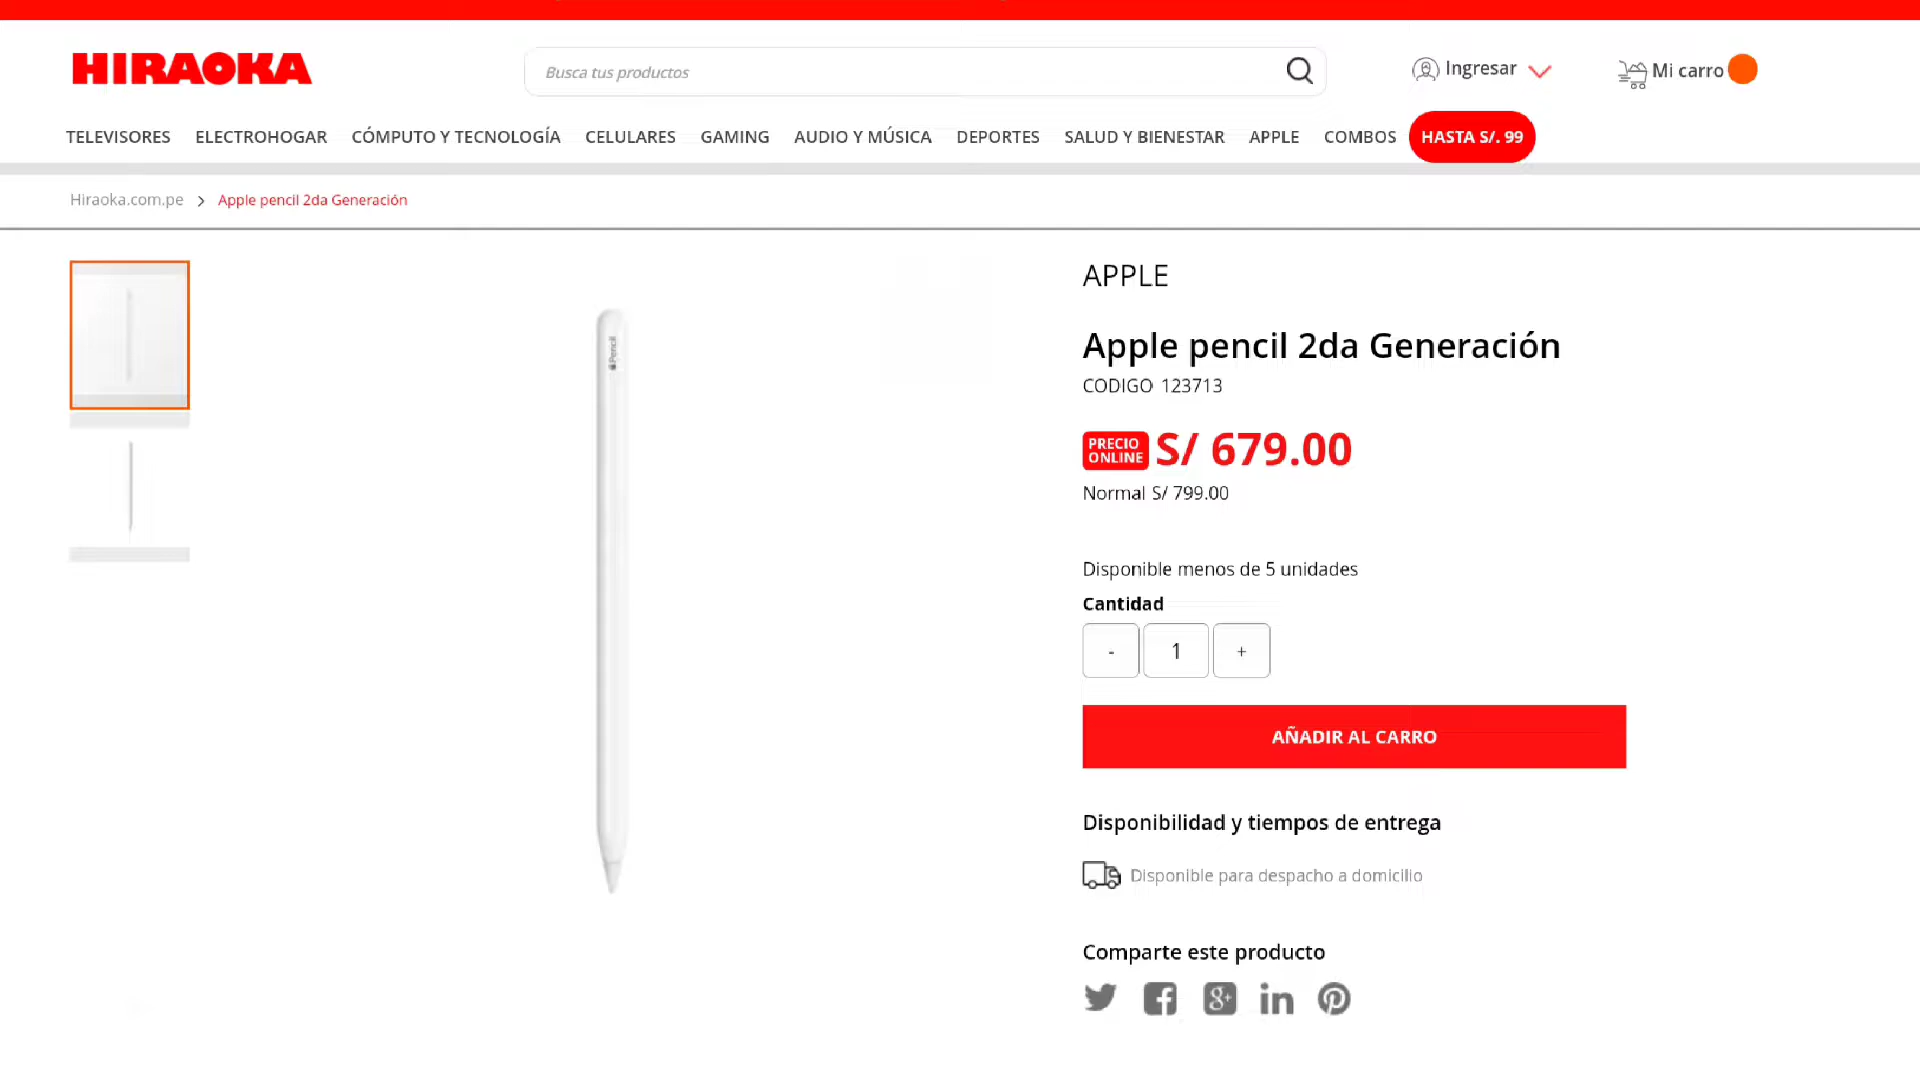 HIRAOKA
Busca tus productos
Ingresar
Mi carro
TELEVISORES ELECTROHOGAR CÓMPUTO Y TECNOLOGÍA CELULARES GAMING AUDIO Y MÚSICA DEPORTES SALUD Y BIENESTAR APPLE COMBOS HASTA S/. 99
Hiraoka.com.pe > Apple pencil 2da Generación
Pencil
APPLE
Apple pencil 2da Generación
CODIGO 123713
PRECIO
ONLINE
S/ 679.00
Normal S/ 799.00
Disponible menos de 5 unidades
Cantidad
- 1 +
AÑADIR AL CARRO
Disponibilidad y tiempos de entrega
Disponible para despacho a domicilio
Comparte este producto